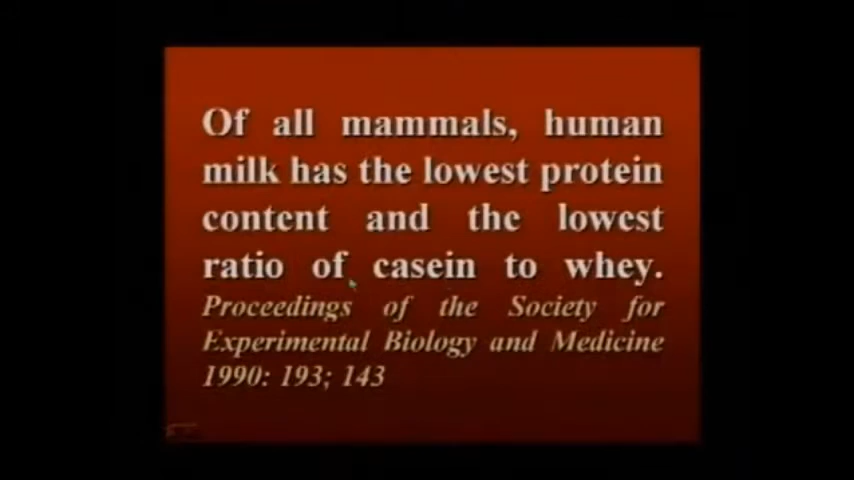 Of all mammals, human
milk has the lowest protein
content and the lowest
ratio of casein to whey.
Proceedings of the Society for
Experimental Biology and Medicine
1990: 193; 143